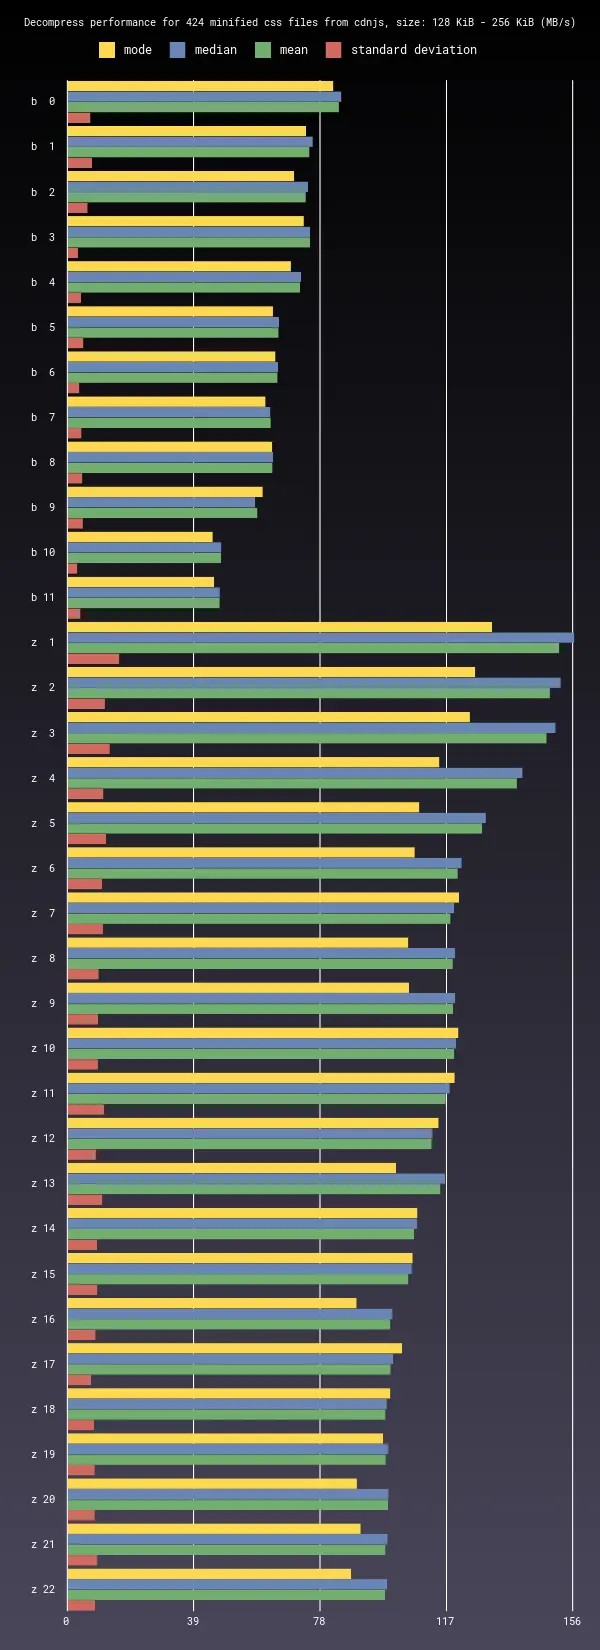 Decompress performance for 424 minified css files from cdnjs, size: 128 KiB - 256 KiB (MB/s)
mode median mean standard deviation
b 0
b 1
b 2
b 3
b 4
b 5
b 6
b 7
b 8
b 9
b 10
b 11
z 1
z 2
z 3
z 4
z 5
z 6
z 7
z 8
z 9
z 10
z 11
z 12
z 13
z 14
z 15
z 16
z 17
z 18
z 19
z 20
z 21
z 22
0 39 78 117 156